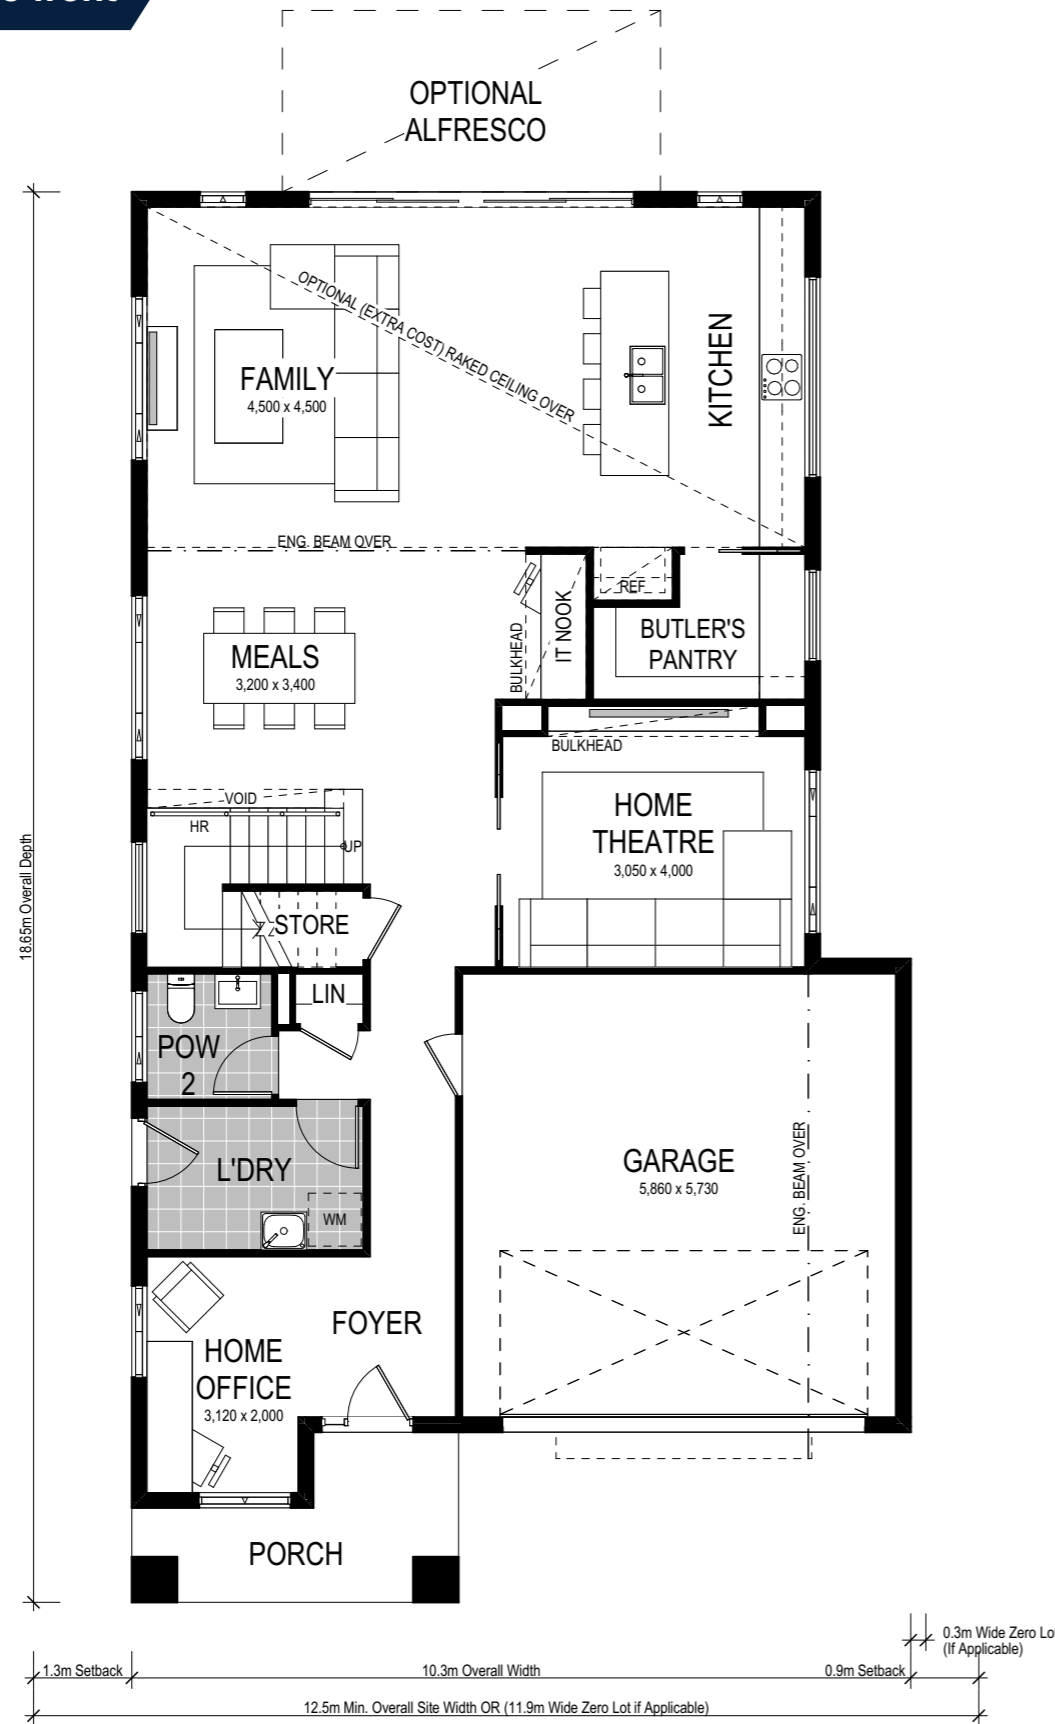 OPTIONAL
ALFRESCO
OPTIONAL (EXTRA COST) RAKED CEILING OVER
FAMILY
4,500 x 4,500
KITCHEN
ENG. BEAM OVER
REF
IT NOOK
BULKHEAD
BUTLER'S
PANTRY
MEALS
3,200 x 3,400
BULKHEAD
VOID
HR
UP
HOME
THEATRE
3,050 x 4,000
18.65m Overall Depth
STORE
LIN
POW
2
L'DRY
WM
GARAGE
5,860 x 5,730
ENG. BEAM OVER
FOYER
HOME
OFFICE
3,120 x 2,000
PORCH
0.3m Wide Zero Lot
(If Applicable)
1.3m Setback
10.3m Overall Width
0.9m Setback
12.5m Min. Overall Site Width OR (11.9m Wide Zero Lot if Applicable)